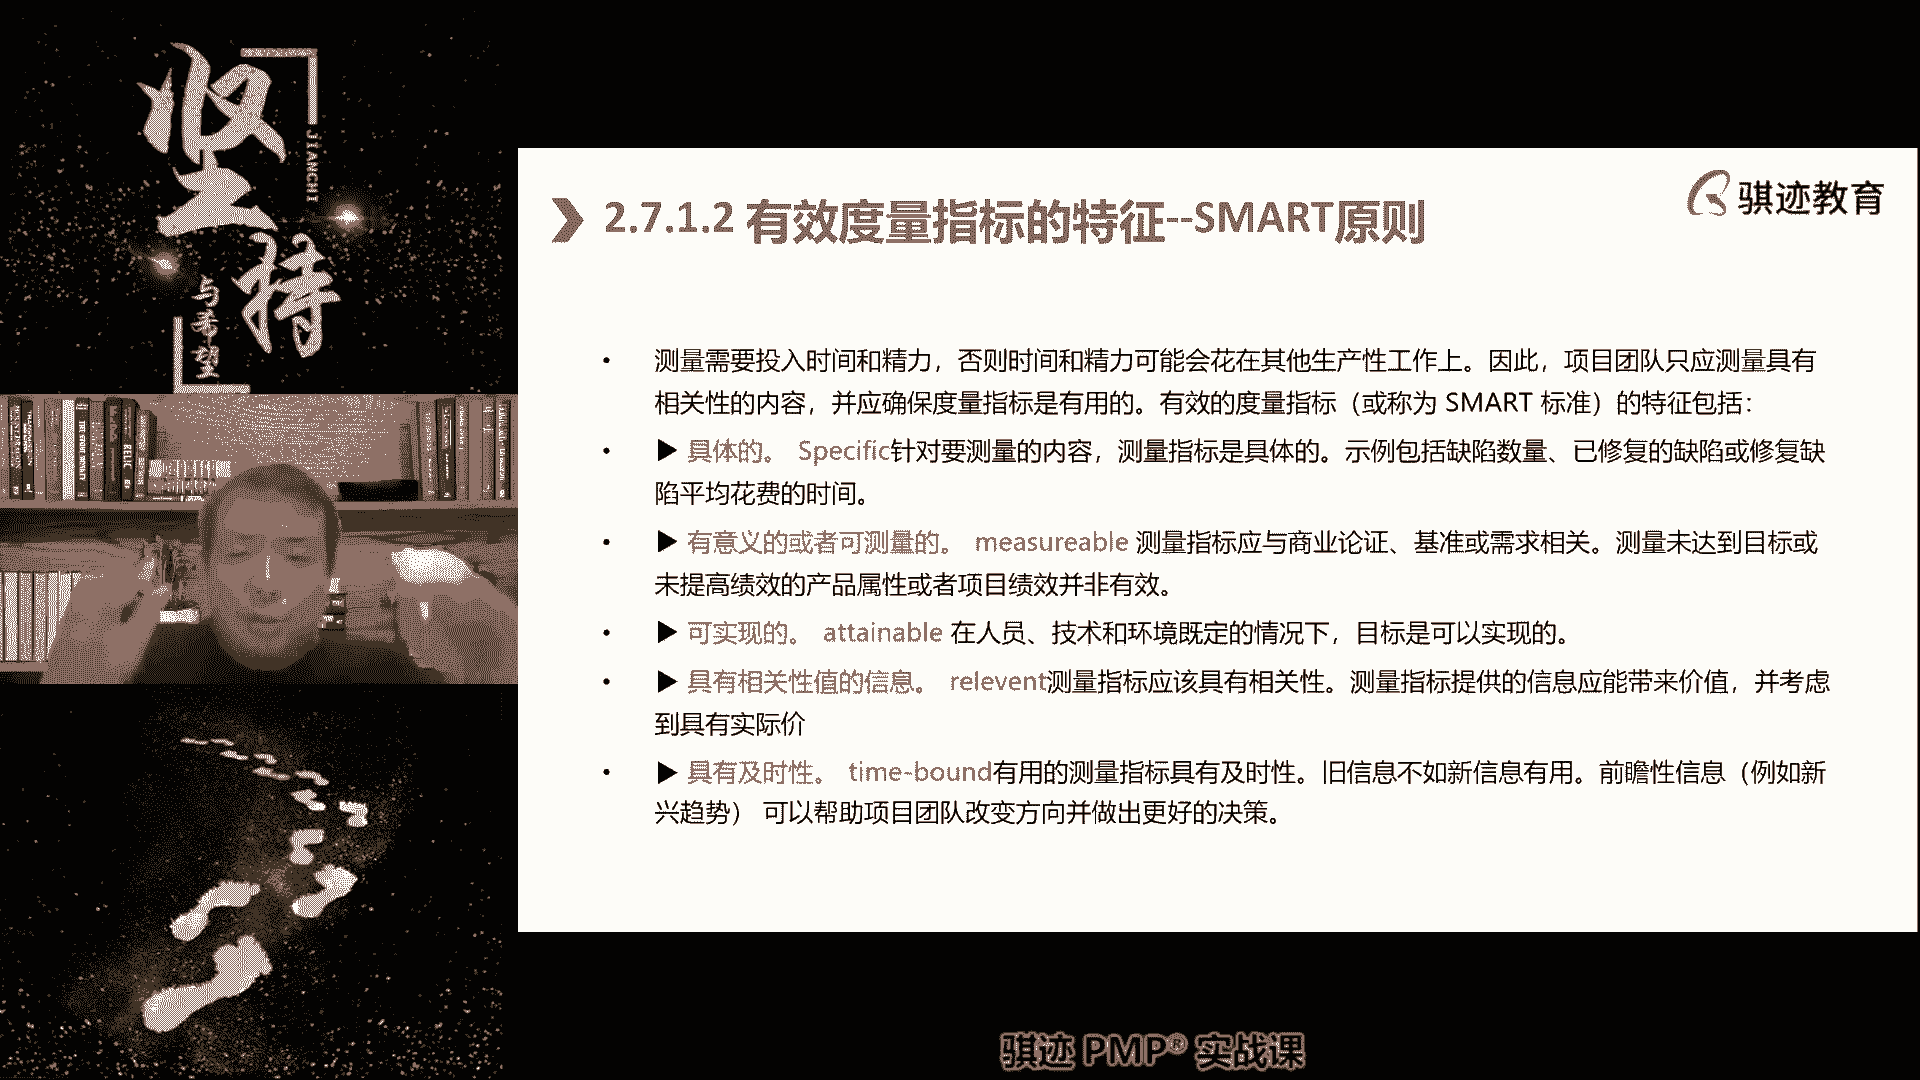 坚持
JIANCHI
与希望
骐迹教育
2.7.1.2 有效度量指标的特征--SMART原则
• 测量需要投入时间和精力，否则时间和精力可能会花在其他生产性工作上。因此，项目团队只应测量具有
相关性的内容，并应确保度量指标是有用的。有效的度量指标（或称为 SMART 标准）的特征包括：
• ▶ 具体的。 Specific针对要测量的内容，测量指标是具体的。示例包括缺陷数量、已修复的缺陷或修复缺
陷平均花费的时间。
• ▶ 有意义的或者可测量的。 measureable 测量指标应与商业论证、基准或需求相关。测量未达到目标或
未提高绩效的产品属性或者项目绩效并非有效。
• ▶ 可实现的。 attainable 在人员、技术和环境既定的情况下，目标是可以实现的。
• ▶ 具有相关性值的信息。 relevent测量指标应该具有相关性。测量指标提供的信息应能带来价值，并考虑
到具有实际价
• ▶ 具有及时性。 time-bound有用的测量指标具有及时性。旧信息不如新信息有用。前瞻性信息（例如新
兴趋势） 可以帮助项目团队改变方向并做出更好的决策。
骐迹 PMP® 实战课